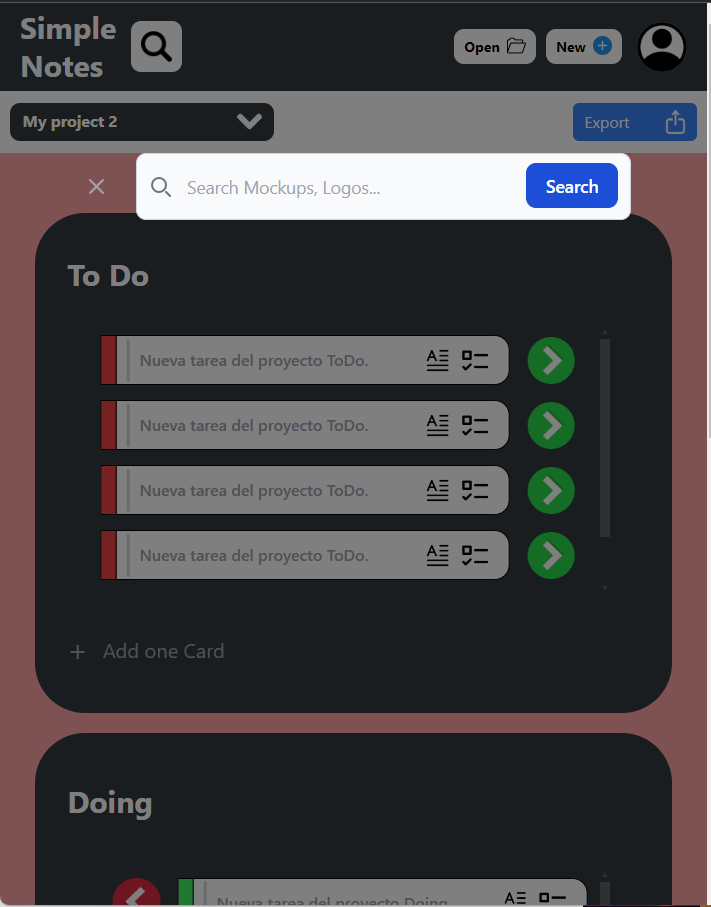 Simple
Notes
Open
New
My project 2
Export
Search Mockups, Logos...
Search
To Do
Nueva tarea del proyecto ToDo.
Nueva tarea del proyecto ToDo.
Nueva tarea del proyecto ToDo.
Nueva tarea del proyecto ToDo.
+ Add one Card
Doing
Nueva tarea del proyecto Doing.